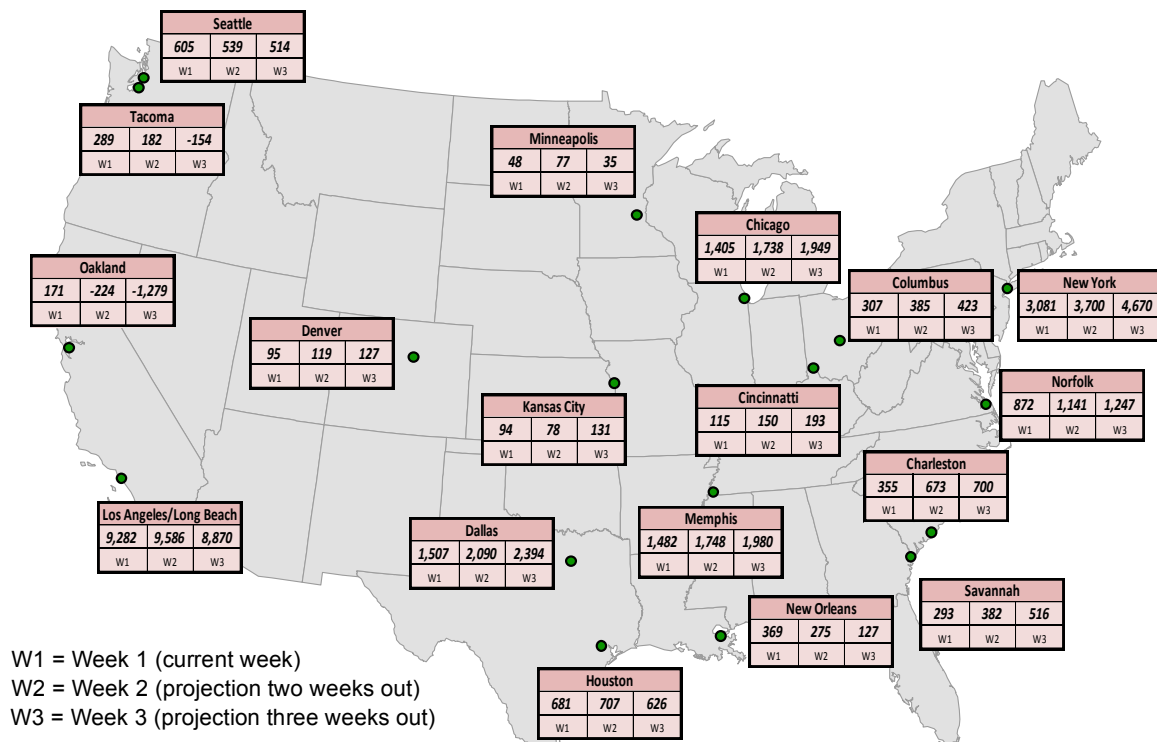 Seattle
605 539 514
W1 W2 W3
Tacoma
289 182 -154
W1 W2 W3
Minneapolis
48 77 35
W1 W2 W3
Chicago
1,405 1,738 1,949
W1 W2 W3
Oakland
171 -224 -1,279
W1 W2 W3
Columbus
307 385 423
W1 W2 W3
New York
3,081 3,700 4,670
W1 W2 W3
Denver
95 119 127
W1 W2 W3
Norfolk
872 1,141 1,247
W1 W2 W3
Kansas City
94 78 131
W1 W2 W3
Cincinnatti
115 150 193
W1 W2 W3
Charleston
355 673 700
W1 W2 W3
Los Angeles/Long Beach
9,282 9,586 8,870
W1 W2 W3
Dallas
1,507 2,090 2,394
W1 W2 W3
Memphis
1,482 1,748 1,980
W1 W2 W3
Savannah
293 382 516
W1 W2 W3
New Orleans
369 275 127
W1 W2 W3
Houston
681 707 626
W1 W2 W3
W1 = Week 1 (current week)
W2 = Week 2 (projection two weeks out)
W3 = Week 3 (projection three weeks out)